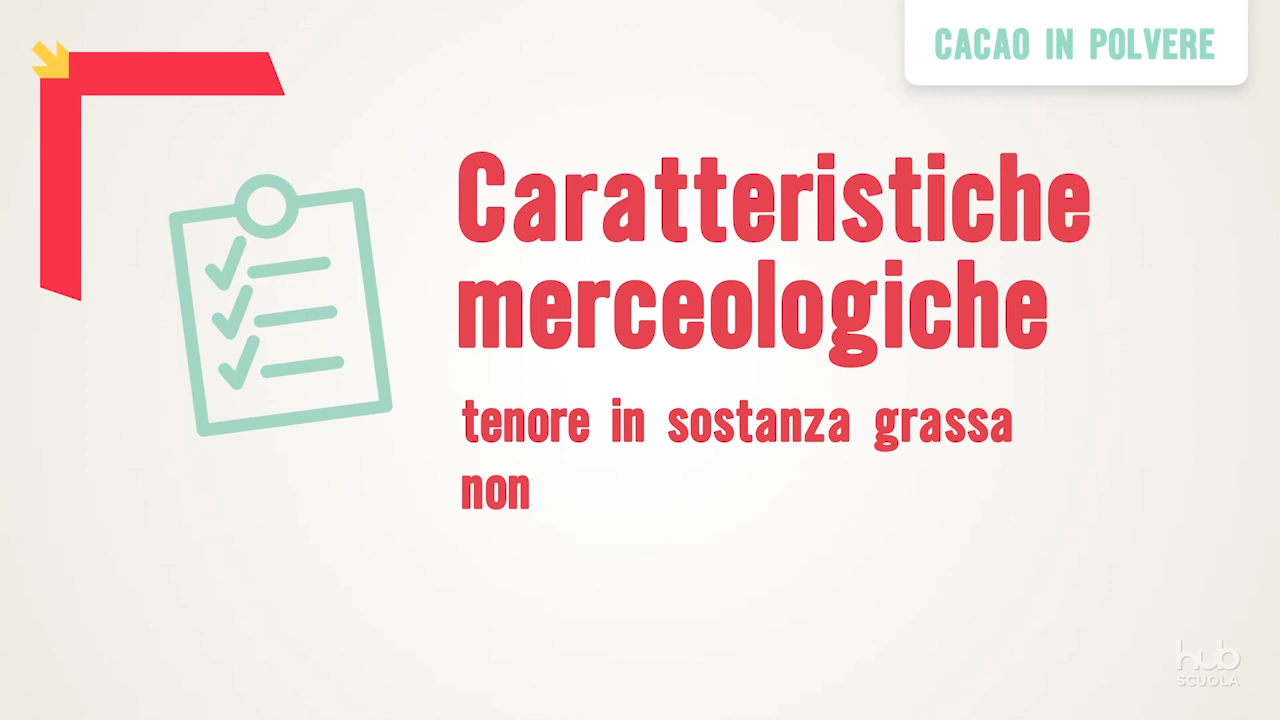 CACAO IN POLVERE
Caratteristiche
merceologiche
tenore in sostanza grassa
non
hub
SCUOLA